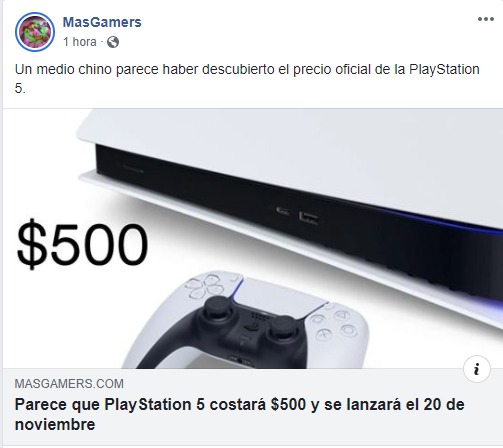 MasGamers
1 hora ·
Un medio chino parece haber descubierto el precio oficial de la PlayStation
5.
$500
MASGAMERS.COM
Parece que PlayStation 5 costará $500 y se lanzará el 20 de
noviembre